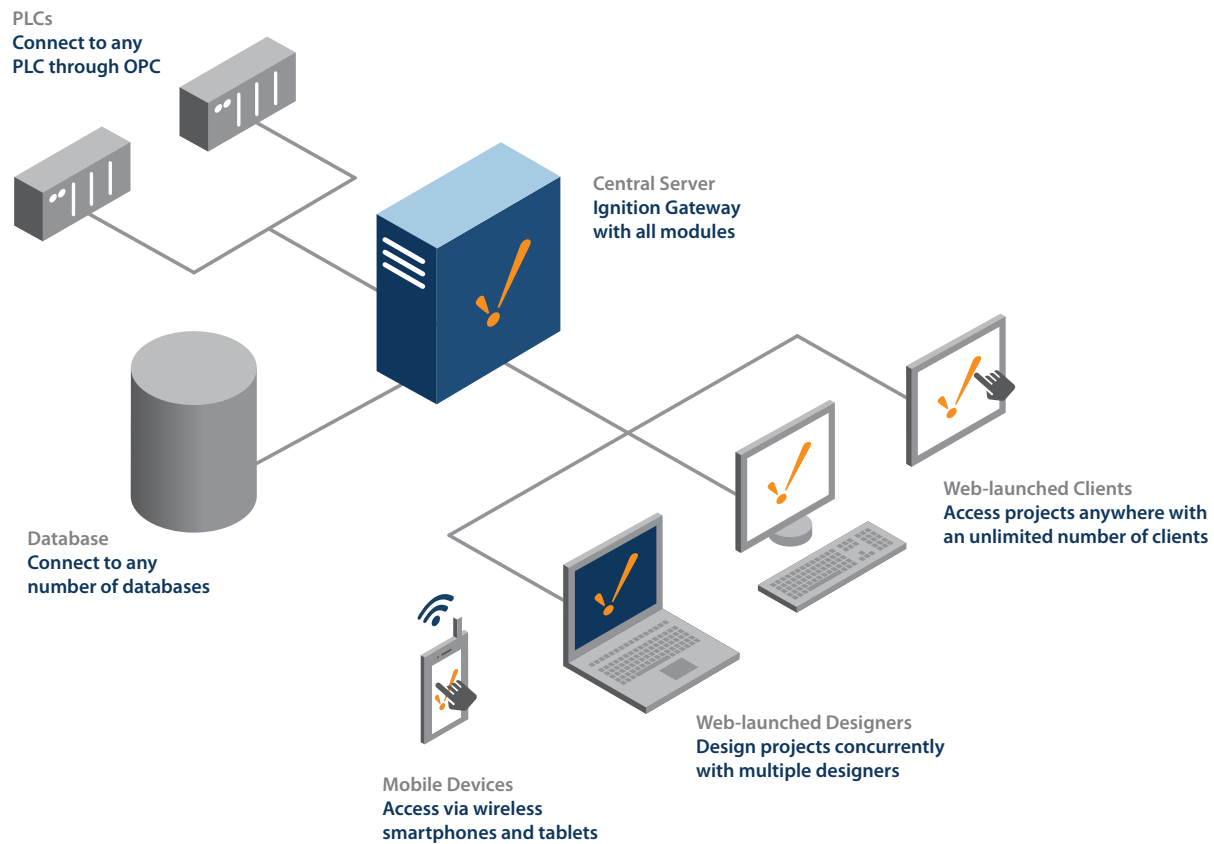 PLCs
Connect to any
PLC through OPC
Central Server
Ignition Gateway
with all modules
Web-launched Clients
Access projects anywhere with
an unlimited number of clients
Database
Connect to any
number of databases
Web-launched Designers
Design projects concurrently
with multiple designers
Mobile Devices
Access via wireless
smartphones and tablets